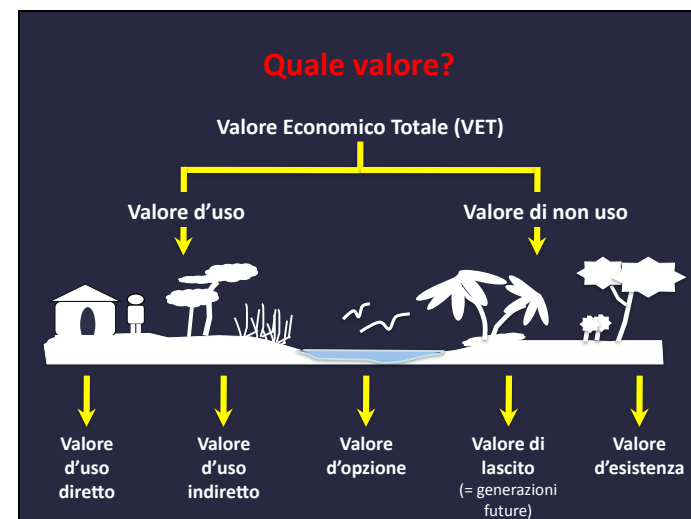 Quale valore?
Valore Economico Totale (VET)
Valore d’uso
Valore di non uso
Valore
d’uso
diretto
Valore
d’uso
indiretto
Valore
d’opzione
Valore di
lascito
(= generazioni
future)
Valore
d’esistenza